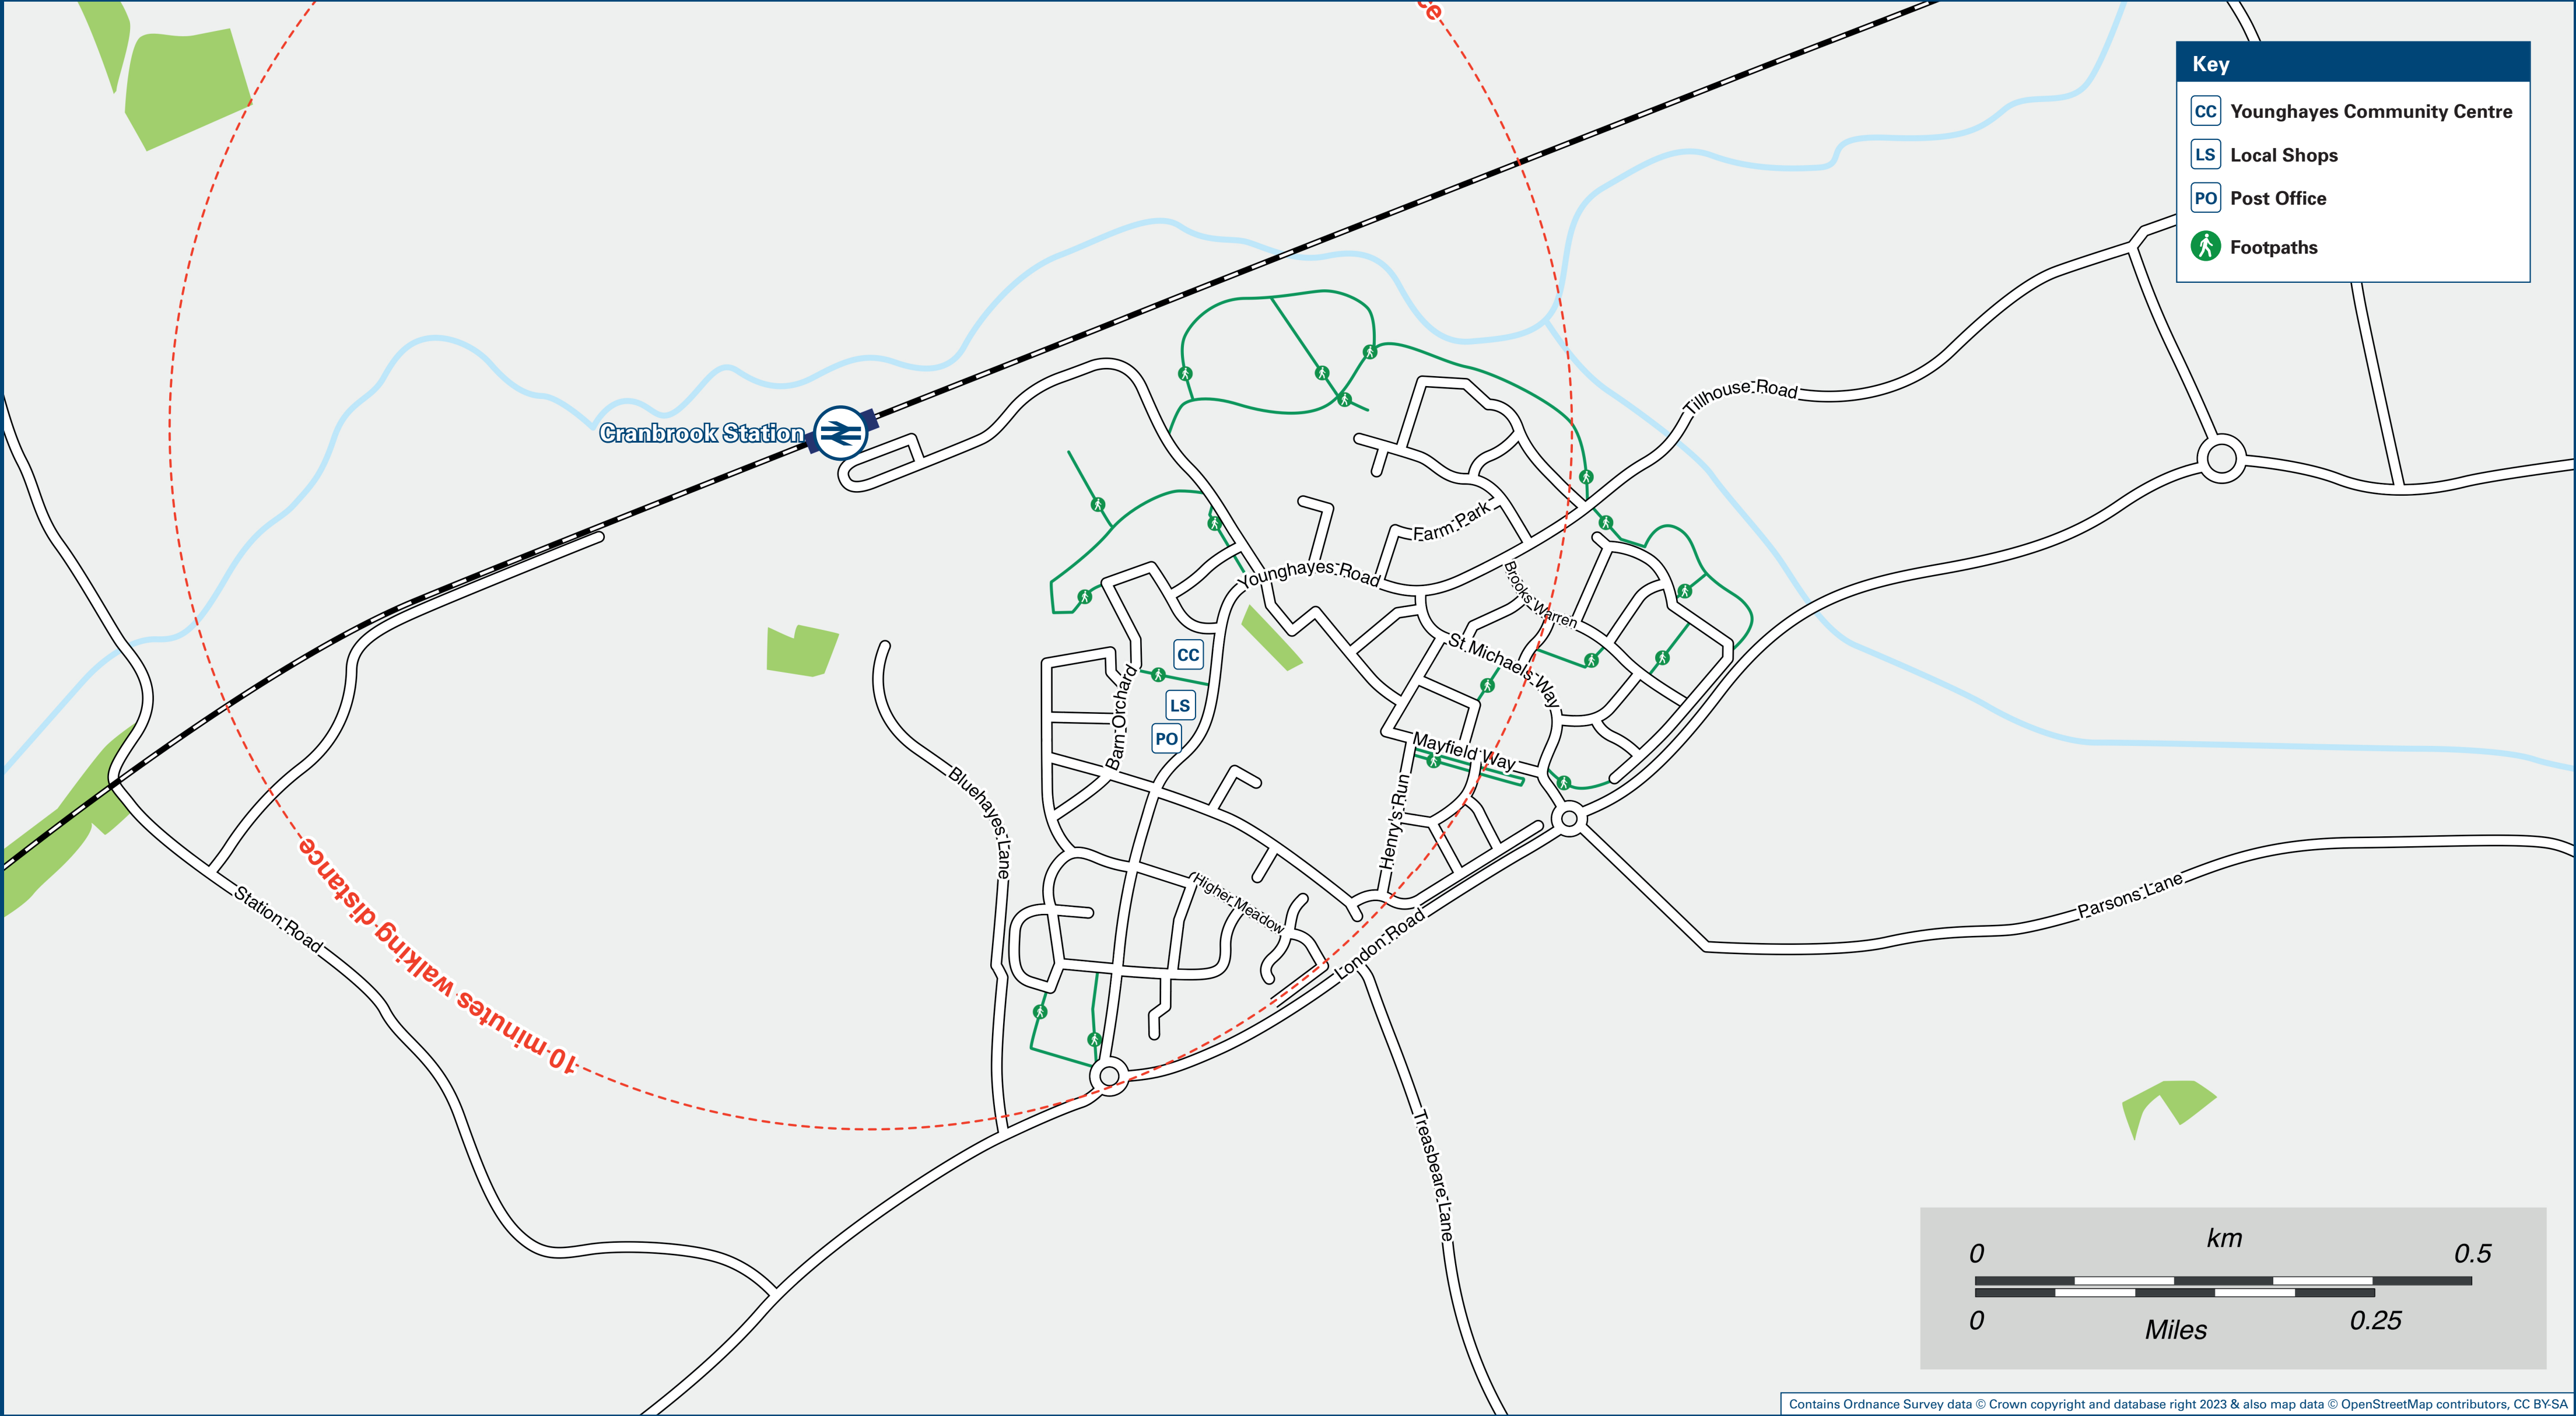 ce
Key
CC Younghayes Community Centre
LS Local Shops
PO Post Office
Footpaths
Tillhouse Road
Cranbrook Station
Farm Park
Younghayes Road
Brooks Warren
St Michaels Way
CC
LS
PO
Barn Orchard
Mayfield Way
Bluehayes Lane
Henry's Run
Higher Meadow
10 minutes walking distance
Station Road
London Road
Parsons Lane
Treasbeare Lane
km
0 0.5
0 0.25
Miles
Contains Ordnance Survey data © Crown copyright and database right 2023 & also map data © OpenStreetMap contributors, CC BY-SA